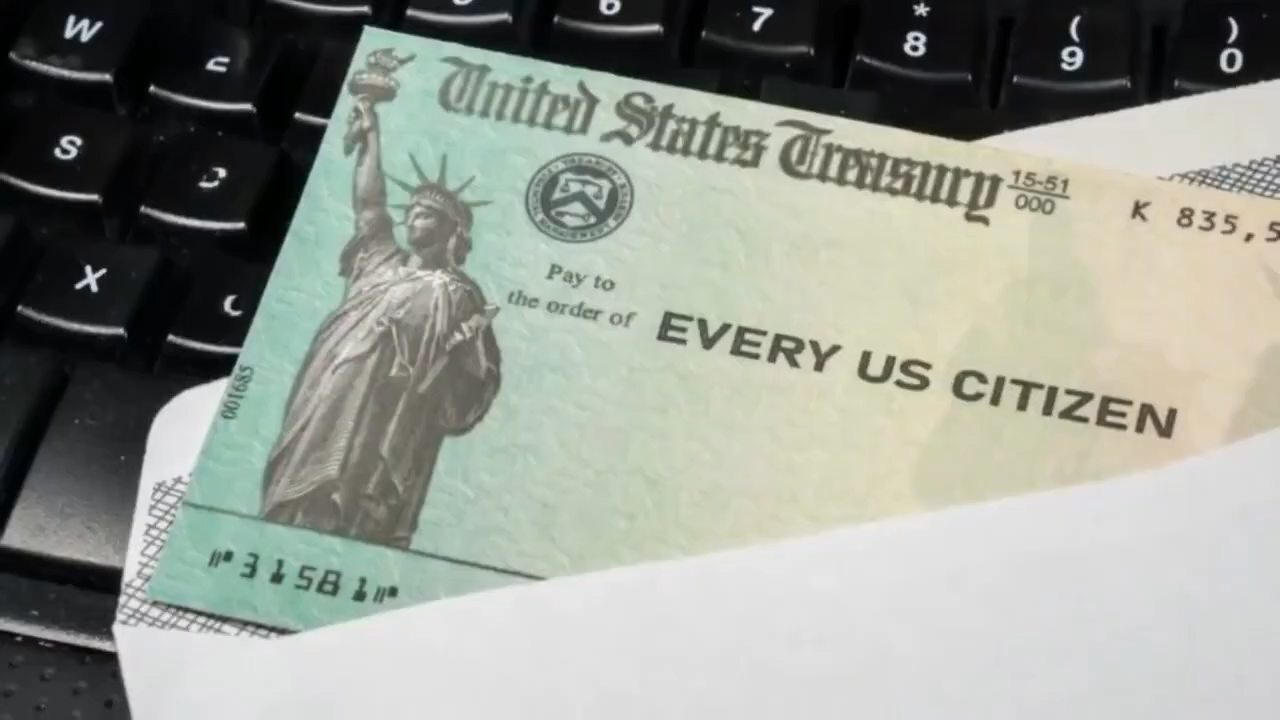 United States Treasury
15-51
000
K 835,5
Pay to
the order of
EVERY US CITIZEN
001685
⑈31581⑈
W
S
X
6
7
*
8
(
9
)
0